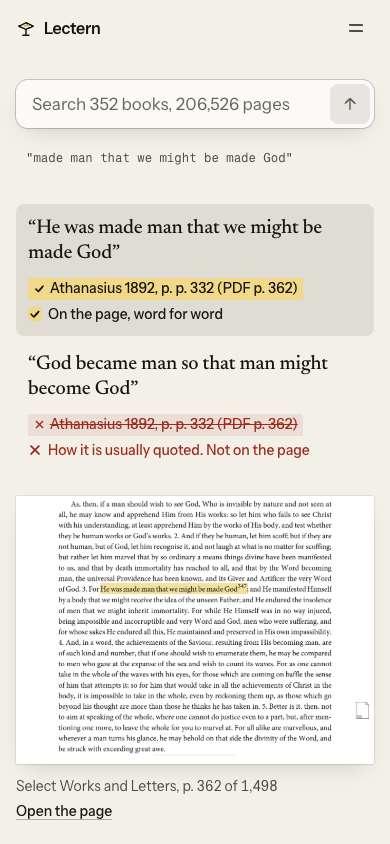 Lectern
Search 352 books, 206,526 pages
"made man that we might be made God"
“He was made man that we might be
made God”
Athanasius 1892, p. p. 332 (PDF p. 362)
On the page, word for word
“God became man so that man might
become God”
Athanasius 1892, p. p. 332 (PDF p. 362)
How it is usually quoted. Not on the page
As, then, if a man should wish to see God, Who is invisible by nature and not seen at
all, he may know and apprehend Him from His works: so let him who fails to see Christ
with his understanding, at least apprehend Him by the works of His body, and test whether
they be human works or God’s works. 2. And if they be human, let him scoff; but if they are
not human, but of God, let him recognise it, and not laugh at what is no matter for scoffing;
but rather let him marvel that by so ordinary a means things divine have been manifested
to us, and that by death immortality has reached to all, and that by the Word becoming
man, the universal Providence has been known, and its Giver and Artificer the very Word
of God. 3. For He was made man that we might be made God247; and He manifested Himself
by a body that we might receive the idea of the unseen Father; and He endured the insolence
of men that we might inherit immortality. For while He Himself was in no way injured,
being impossible and incorruptible and very Word and God, men who were suffering, and
for whose sakes He endured all this, He maintained and preserved in His own impassibility.
4. And, in a word, the achievements of the Saviour, resulting from His becoming man, are
of such kind and number, that if one should wish to enumerate them, he may be compared
to men who gaze at the expanse of the sea and wish to count its waves. For as one cannot
take in the whole of the waves with his eyes, for those which are coming on baffle the sense
of him that attempts it; so for him that would take in all the achievements of Christ in the
body, it is impossible to take in the whole, even by reckoning them up, as those which go
beyond his thought are more than those he thinks he has taken in. 5. Better is it, then, not
to aim at speaking of the whole, where one cannot do justice even to a part, but, after men-
tioning one more, to leave the whole for you to marvel at. For all alike are marvellous, and
wherever a man turns his glance, he may behold on that side the divinity of the Word, and
be struck with exceeding great awe.
Select Works and Letters, p. 362 of 1,498
Open the page